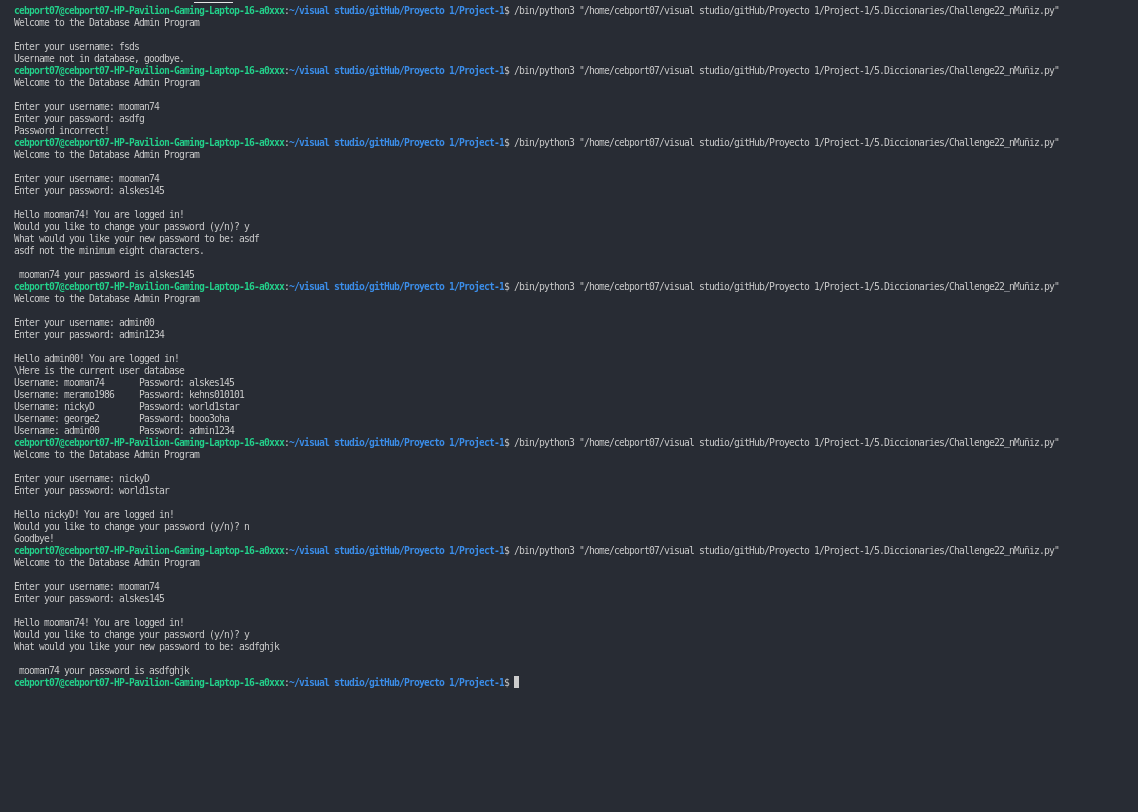 cebport07@cebport07-HP-Pavilion-Gaming-Laptop-16-a0xxx:~/visual studio/gitHub/Proyecto 1/Project-1$ /bin/python3 "/home/cebport07/visual studio/gitHub/Proyecto 1/Project-1/5.Diccionaries/Challenge22_nMuñiz.py"
Welcome to the Database Admin Program
Enter your username: fsds
Username not in database, goodbye.
cebport07@cebport07-HP-Pavilion-Gaming-Laptop-16-a0xxx:~/visual studio/gitHub/Proyecto 1/Project-1$ /bin/python3 "/home/cebport07/visual studio/gitHub/Proyecto 1/Project-1/5.Diccionaries/Challenge22_nMuñiz.py"
Welcome to the Database Admin Program
Enter your username: mooman74
Enter your password: asdfg
Password incorrect!
cebport07@cebport07-HP-Pavilion-Gaming-Laptop-16-a0xxx:~/visual studio/gitHub/Proyecto 1/Project-1$ /bin/python3 "/home/cebport07/visual studio/gitHub/Proyecto 1/Project-1/5.Diccionaries/Challenge22_nMuñiz.py"
Welcome to the Database Admin Program
Enter your username: mooman74
Enter your password: alskes145
Hello mooman74! You are logged in!
Would you like to change your password (y/n)? y
What would you like your new password to be: asdf
asdf not the minimum eight characters.
mooman74 your password is alskes145
cebport07@cebport07-HP-Pavilion-Gaming-Laptop-16-a0xxx:~/visual studio/gitHub/Proyecto 1/Project-1$ /bin/python3 "/home/cebport07/visual studio/gitHub/Proyecto 1/Project-1/5.Diccionaries/Challenge22_nMuñiz.py"
Welcome to the Database Admin Program
Enter your username: admin00
Enter your password: admin1234
Hello admin00! You are logged in!
\Here is the current user database
Username: mooman74 Password: alskes145
Username: meramo1986 Password: kehns010101
Username: nickyD Password: world1star
Username: george2 Password: booo3oha
Username: admin00 Password: admin1234
cebport07@cebport07-HP-Pavilion-Gaming-Laptop-16-a0xxx:~/visual studio/gitHub/Proyecto 1/Project-1$ /bin/python3 "/home/cebport07/visual studio/gitHub/Proyecto 1/Project-1/5.Diccionaries/Challenge22_nMuñiz.py"
Welcome to the Database Admin Program
Enter your username: nickyD
Enter your password: world1star
Hello nickyD! You are logged in!
Would you like to change your password (y/n)? n
Goodbye!
cebport07@cebport07-HP-Pavilion-Gaming-Laptop-16-a0xxx:~/visual studio/gitHub/Proyecto 1/Project-1$ /bin/python3 "/home/cebport07/visual studio/gitHub/Proyecto 1/Project-1/5.Diccionaries/Challenge22_nMuñiz.py"
Welcome to the Database Admin Program
Enter your username: mooman74
Enter your password: alskes145
Hello mooman74! You are logged in!
Would you like to change your password (y/n)? y
What would you like your new password to be: asdfghjk
mooman74 your password is asdfghjk
cebport07@cebport07-HP-Pavilion-Gaming-Laptop-16-a0xxx:~/visual studio/gitHub/Proyecto 1/Project-1$